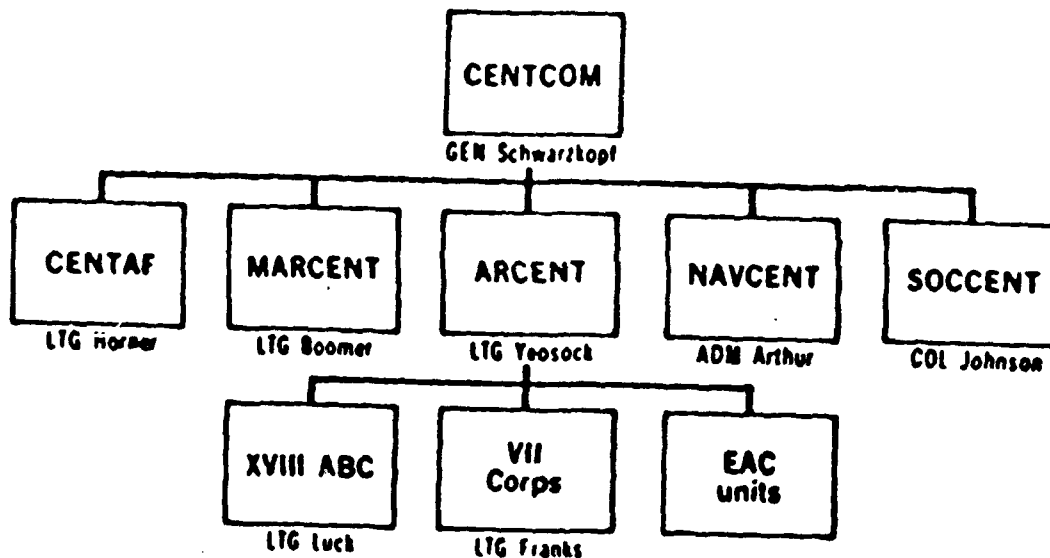 CENTCOM
GEN Schwarzkopf
CENTAF
MARCENT
ARCENT
NAVCENT
SOCCENT
LTG Horner
LTG Boomer
LTG Yeosock
ADM Arthur
COL Johnson
XVIII ABC
VII
Corps
EAC
units
LTG Luck
LTG Franks